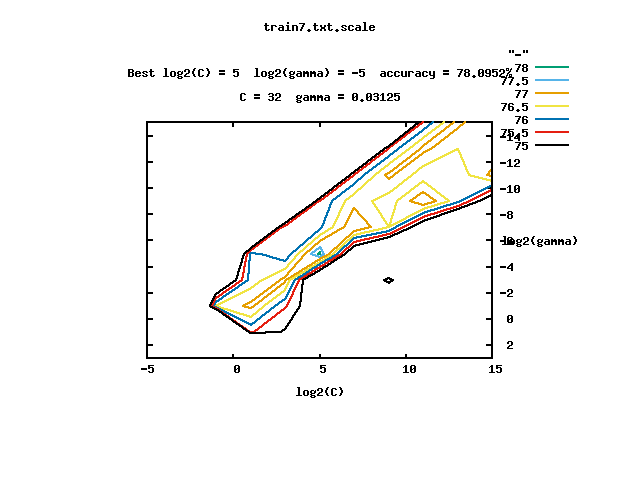 train7.txt.scale
"-"
Best log2(C) = 5  log2(gamma) = -5  accuracy = 78.0952%
C = 32  gamma = 0.03125
78
77.5
77
76.5
76
75.5
75
-14
-12
-10
-8
-6
-4
-2
0
2
log2(gamma)
-5 0 5 10 15
log2(C)